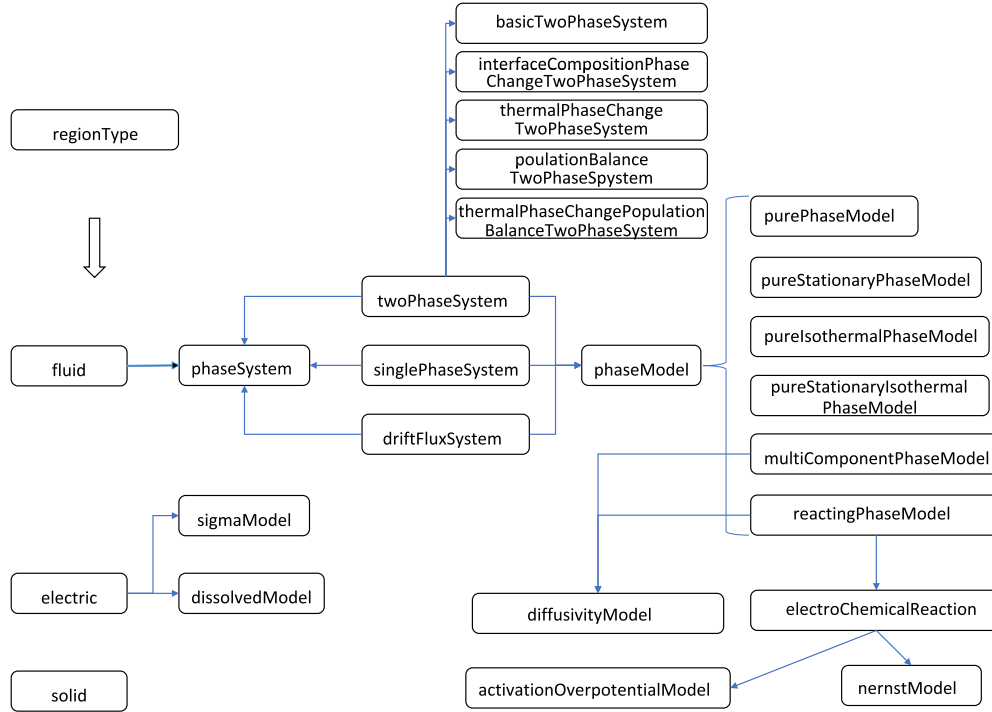 basicTwoPhaseSystem
interfaceCompositionPhase
ChangeTwoPhaseSystem
thermalPhaseChange
TwoPhaseSystem
poulationBalance
TwoPhaseSpystem
thermalPhaseChangePopulation
BalanceTwoPhaseSystem
regionType
twoPhaseSystem
fluid
phaseSystem
singlePhaseSystem
phaseModel
driftFluxSystem
purePhaseModel
pureStationaryPhaseModel
pureIsothermalPhaseModel
pureStationaryIsothermal
PhaseModel
multiComponentPhaseModel
reactingPhaseModel
sigmaModel
electric
dissolvedModel
diffusivityModel
electroChemicalReaction
solid
activationOverpotentialModel
nernstModel